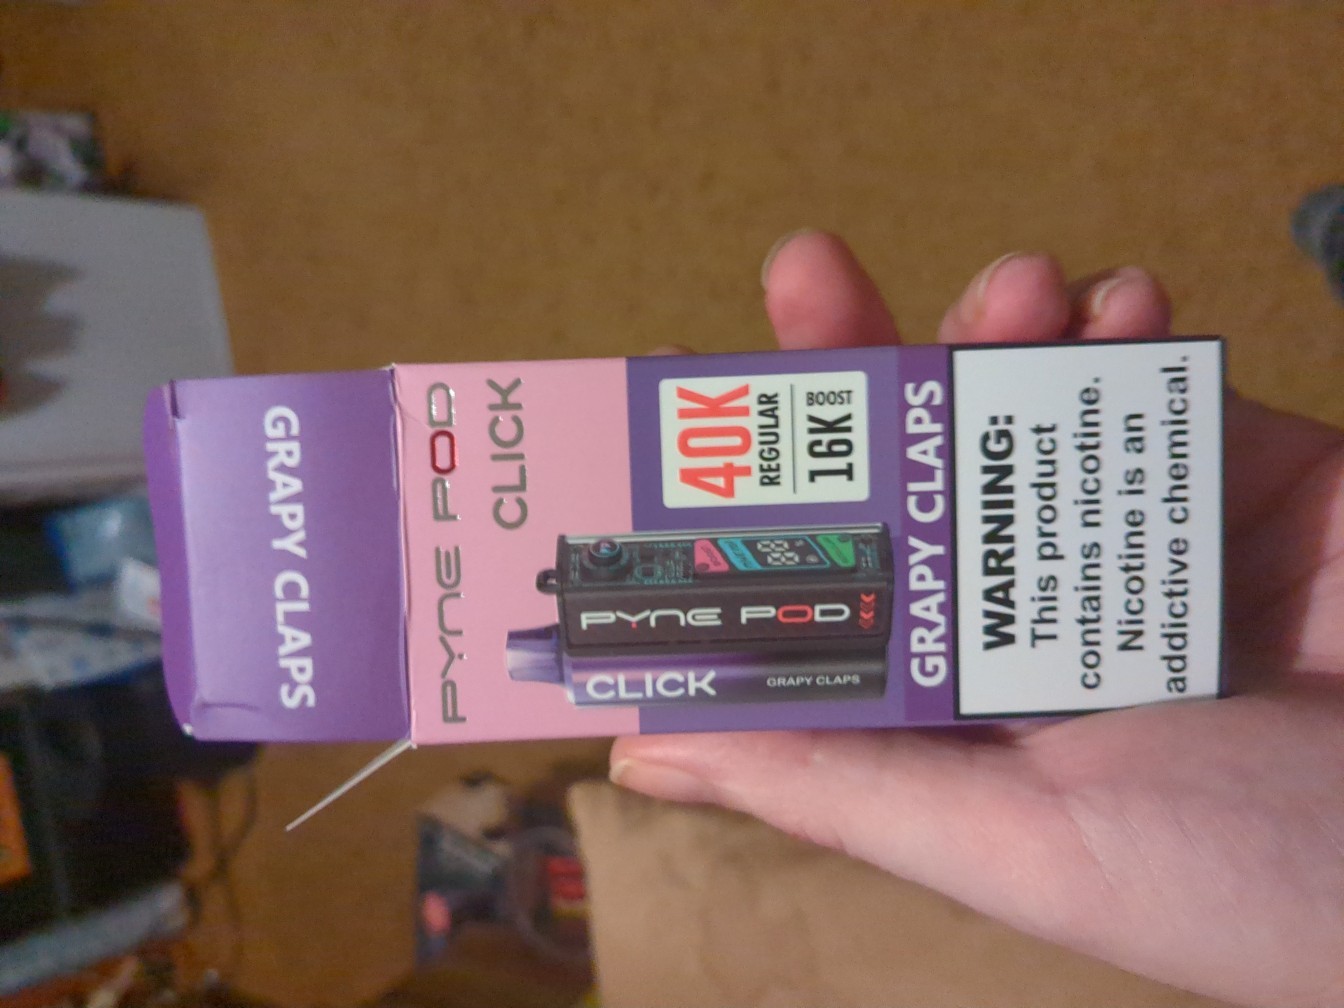 GRAPY CLAPS
PYNE POD
CLICK
40K
REGULAR
16K
BOOST
PYNE POD
CLICK
GRAPY CLAPS
GRAPY CLAPS
WARNING:
This product
contains nicotine.
Nicotine is an
addictive chemical.